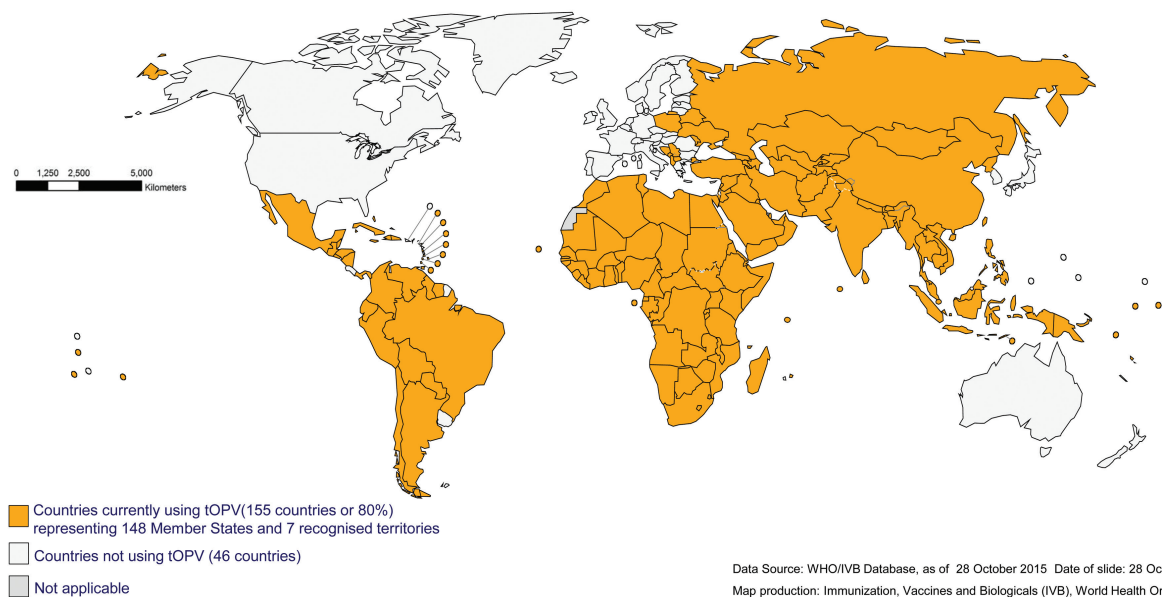 0 1,250 2,500 5,000
Kilometers
Countries currently using tOPV(155 countries or 80%)
representing 148 Member States and 7 recognised territories
Countries not using tOPV (46 countries)
Not applicable
Data Source: WHO/IVB Database, as of 28 October 2015 Date of slide: 28 Oc
Map production: Immunization, Vaccines and Biologicals (IVB), World Health Or